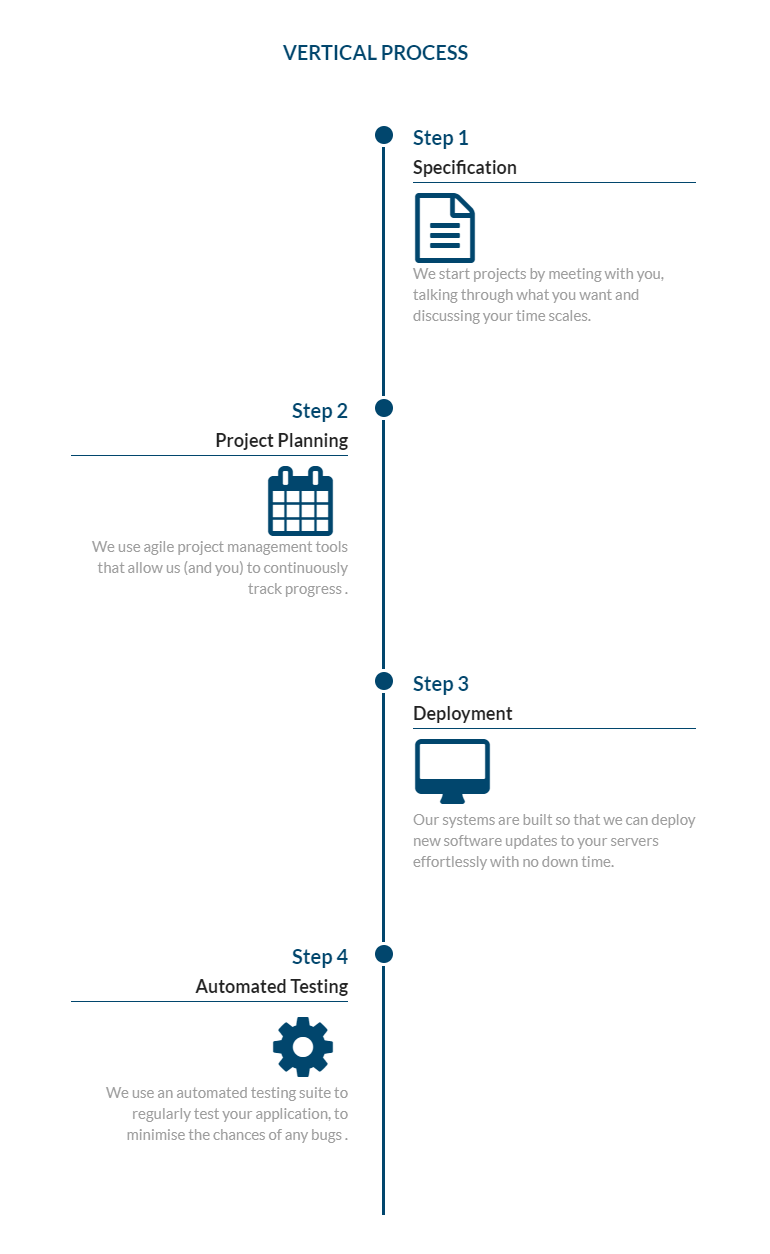 VERTICAL PROCESS
Step 1
Specification
We start projects by meeting with you,
talking through what you want and
discussing your time scales.
Step 2
Project Planning
We use agile project management tools
that allow us (and you) to continuously
track progress .
Step 3
Deployment
Our systems are built so that we can deploy
new software updates to your servers
effortlessly with no down time.
Step 4
Automated Testing
We use an automated testing suite to
regularly test your application, to
minimise the chances of any bugs .